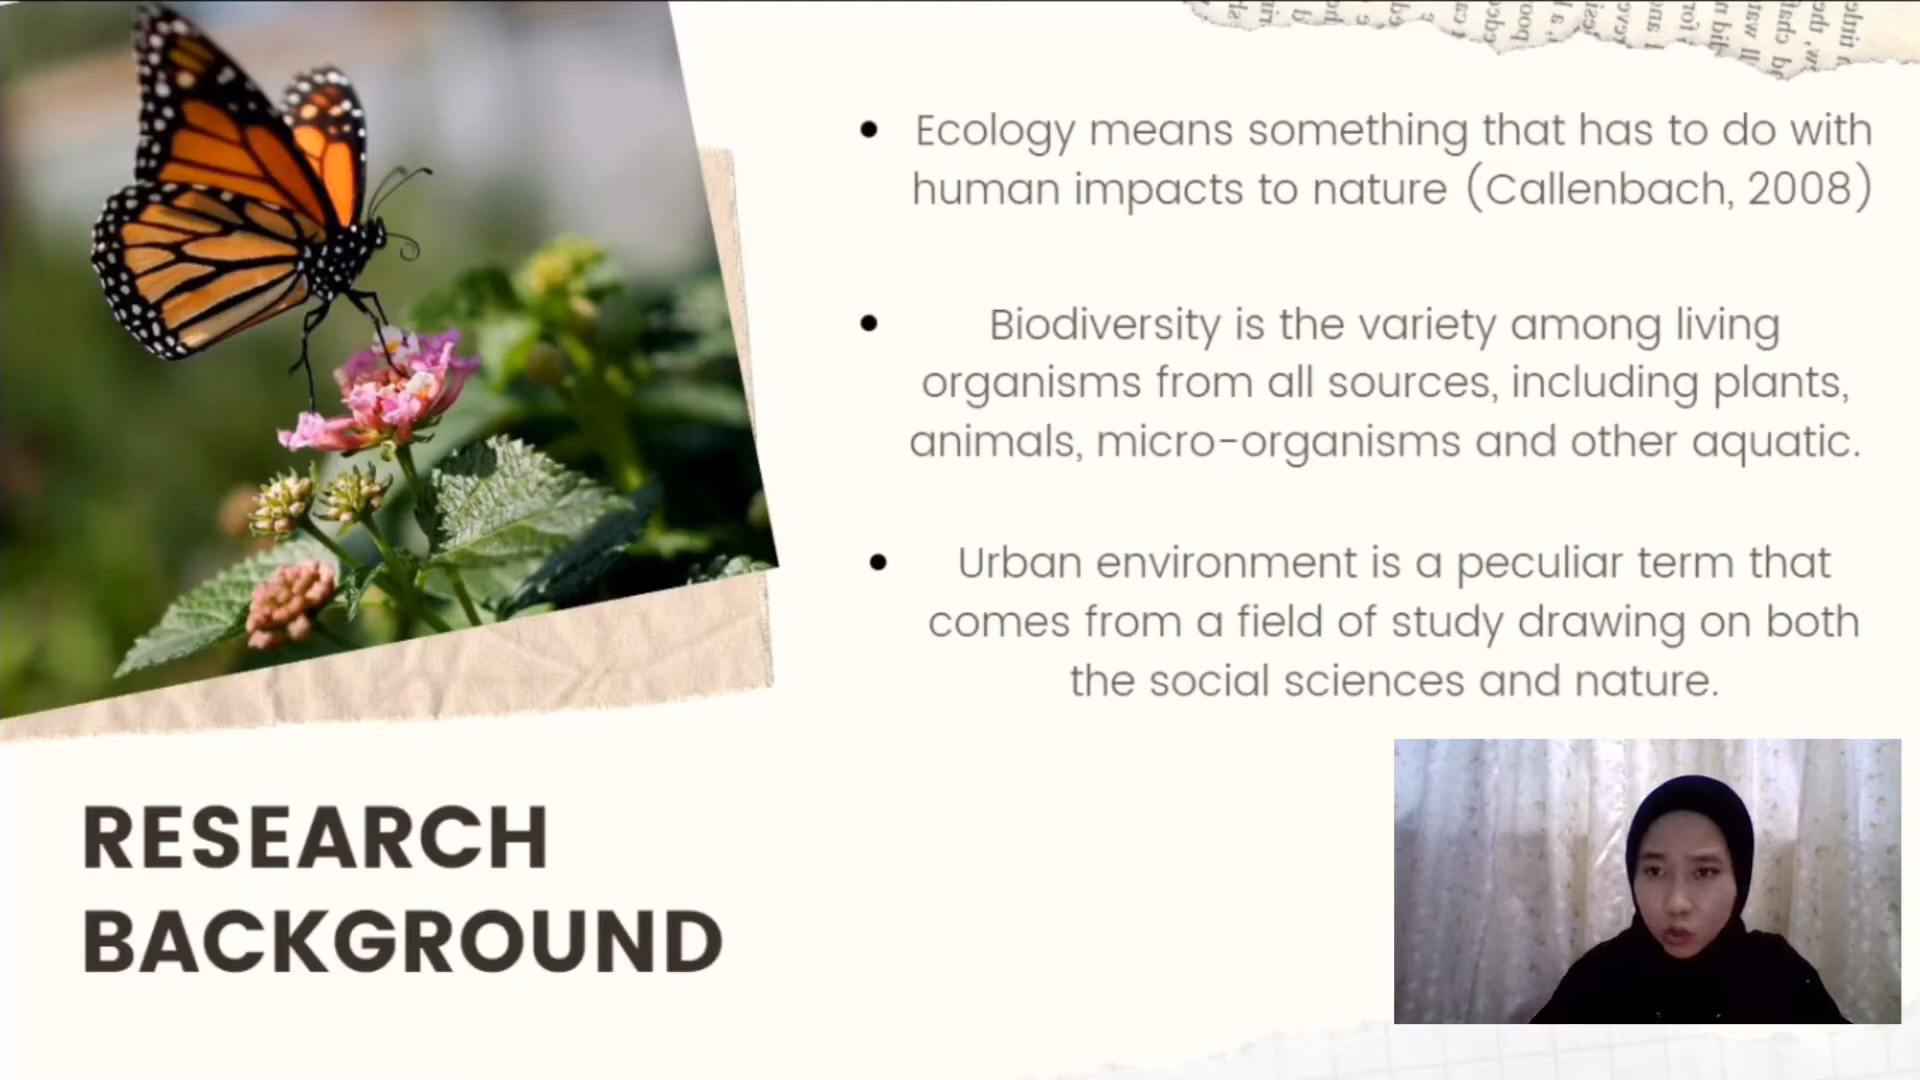 Ecology means something that has to do with
human impacts to nature (Callenbach, 2008)
Biodiversity is the variety among living
organisms from all sources, including plants,
animals, micro-organisms and other aquatic.
Urban environment is a peculiar term that
comes from a field of study drawing on both
the social sciences and nature.
RESEARCH
BACKGROUND